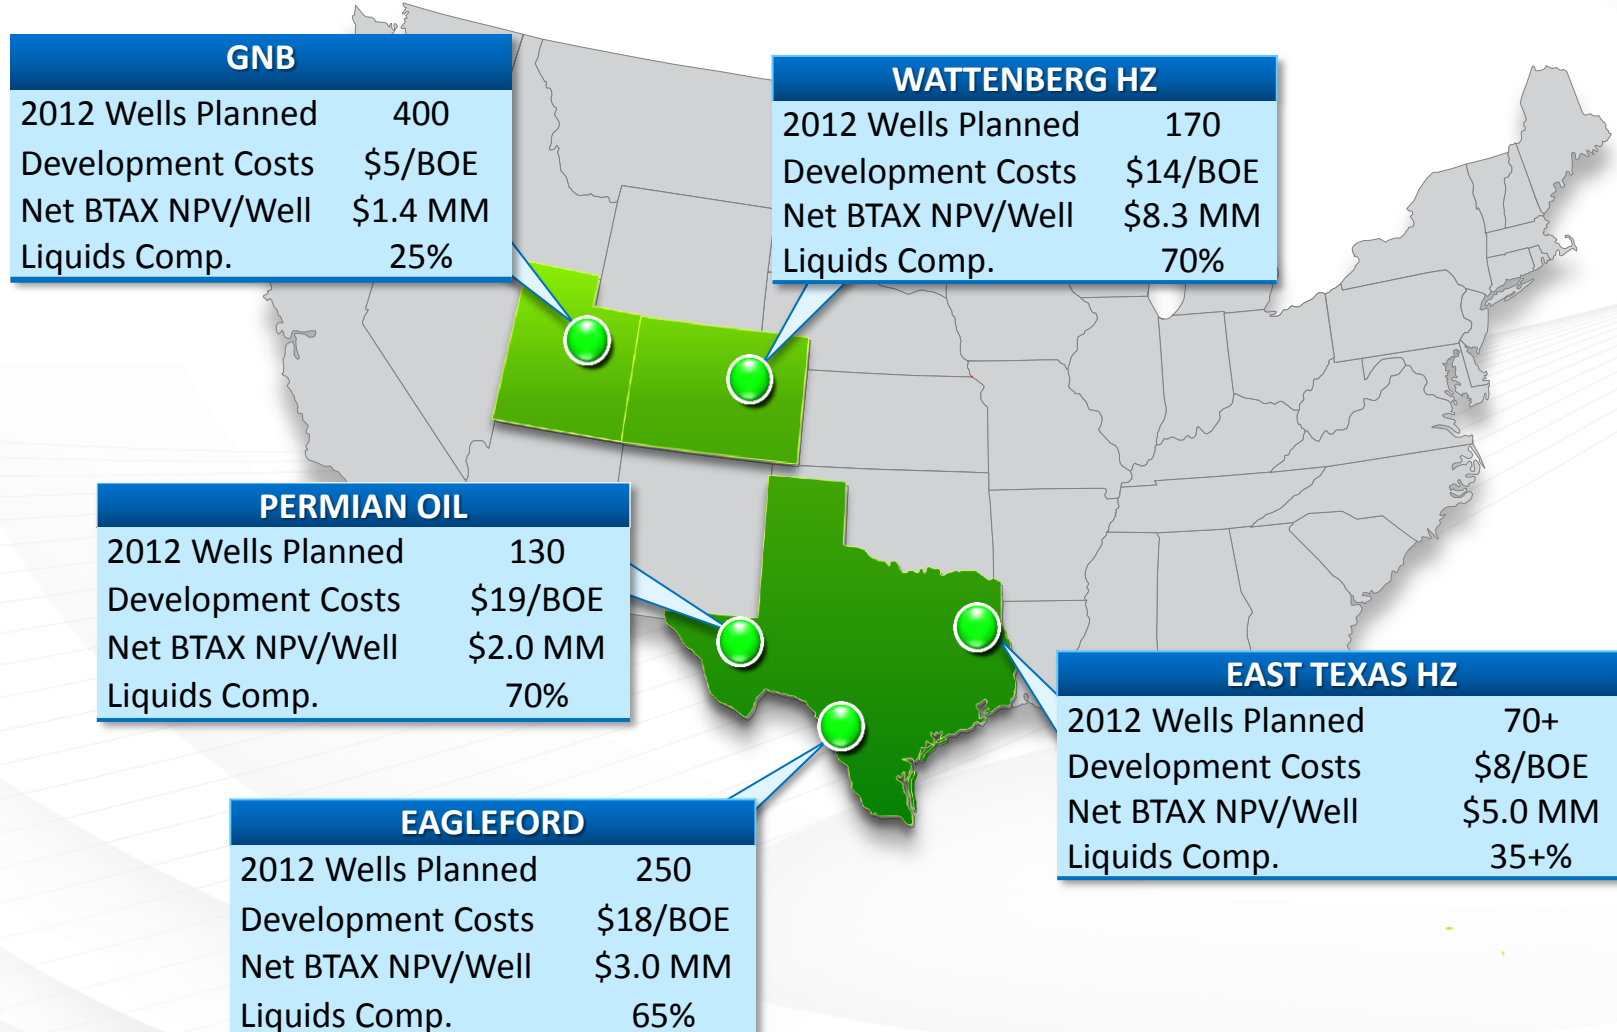 GNB
2012 Wells Planned 400
Development Costs $5/BOE
Net BTAX NPV/Well $1.4 MM
Liquids Comp. 25%
WATTENBERG HZ
2012 Wells Planned 170
Development Costs $14/BOE
Net BTAX NPV/Well $8.3 MM
Liquids Comp. 70%
PERMIAN OIL
2012 Wells Planned 130
Development Costs $19/BOE
Net BTAX NPV/Well $2.0 MM
Liquids Comp. 70%
EAST TEXAS HZ
2012 Wells Planned 70+
Development Costs $8/BOE
Net BTAX NPV/Well $5.0 MM
Liquids Comp. 35+%
EAGLEFORD
2012 Wells Planned 250
Development Costs $18/BOE
Net BTAX NPV/Well $3.0 MM
Liquids Comp. 65%